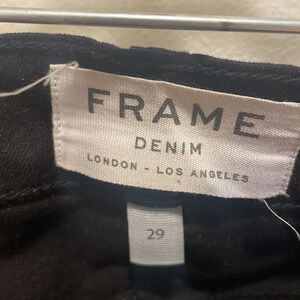 FRAME
DENIM
LONDON - LOS ANGELES
29